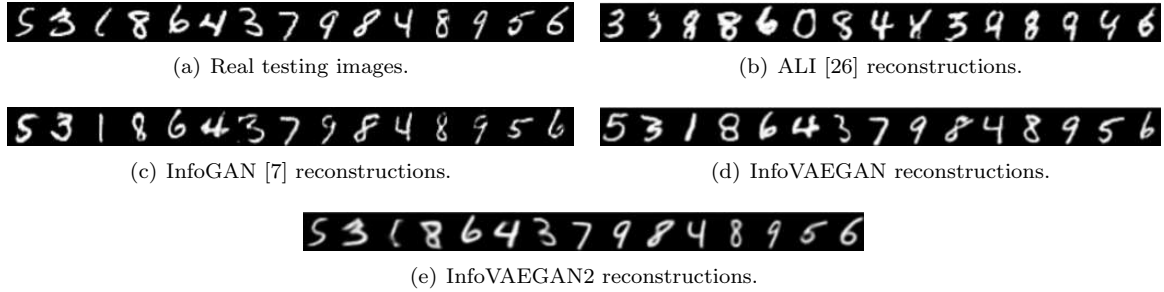 5 3 1 8 6 4 3 7 9 8 4 8 9 5 6
(a) Real testing images.
3 8 8 6 0 8 4 3 9 8 9 6
(b) ALI [26] reconstructions.
5 3 1 8 6 4 3 7 9 8 4 8 9 5 6
(c) InfoGAN [7] reconstructions.
5 3 1 8 6 4 3 7 9 8 4 8 9 5 6
(d) InfoVAEGAN reconstructions.
5 3 1 8 6 4 3 7 9 8 4 8 9 5 6
(e) InfoVAEGAN2 reconstructions.